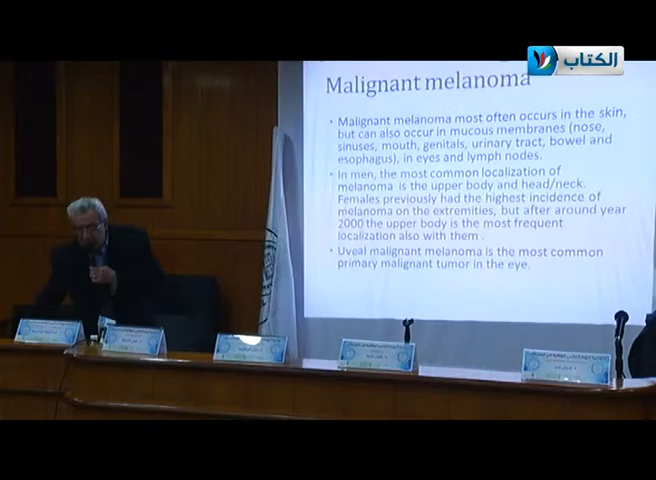 الكتاب
Malignant melanoma
• Malignant melanoma most often occurs in the skin,
but can also occur in mucous membranes (nose,
sinuses, mouth, genitals, urinary tract, bowel and
esophagus), in eyes and lymph nodes.
• In men, the most common localization of
melanoma is the upper body and head/neck.
Females previously had the highest incidence of
melanoma on the extremities, but after around year
2000 the upper body is the most frequent
localization also with them .
• Uveal malignant melanoma is the most common
primary malignant tumor in the eye.